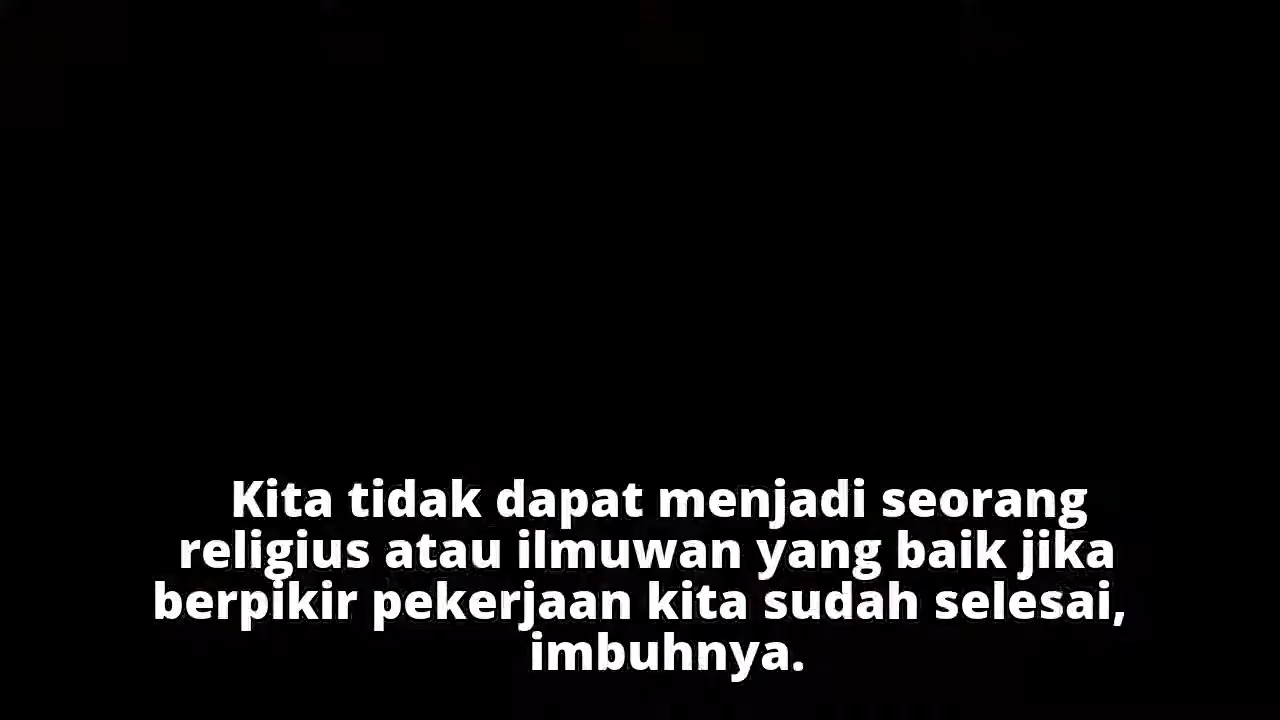 Kita tidak dapat menjadi seorang
religius atau ilmuwan yang baik jika
berpikir pekerjaan kita sudah selesai,
imbuhnya.